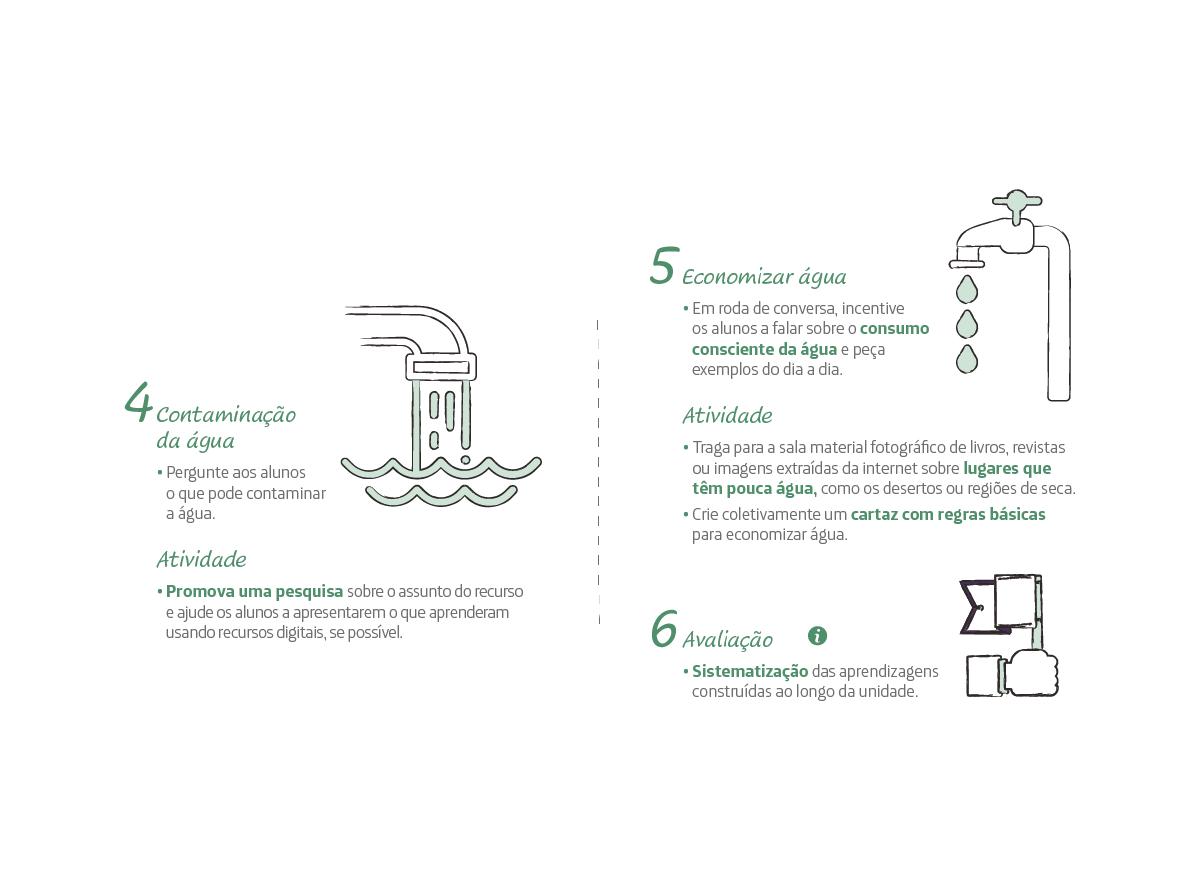 4 Contaminação
da água
• Pergunte aos alunos
o que pode contaminar
a água.
Atividade
• Promova uma pesquisa sobre o assunto do recurso
e ajude os alunos a apresentarem o que aprenderam
usando recursos digitais, se possível.
5 Economizar água
• Em roda de conversa, incentive
os alunos a falar sobre o consumo
consciente da água e peça
exemplos do dia a dia.
Atividade
• Traga para a sala material fotográfico de livros, revistas
ou imagens extraídas da internet sobre lugares que
têm pouca água, como os desertos ou regiões de seca.
• Crie coletivamente um cartaz com regras básicas
para economizar água.
6 Avaliação i
• Sistematização das aprendizagens
construídas ao longo da unidade.